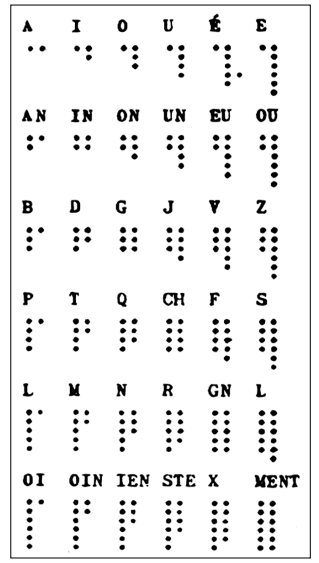 A I O U É E
AN IN ON UN EU OU
B D G J V Z
P T Q CH F S
L M N R GN L
OI OIN IEN STE X MENT